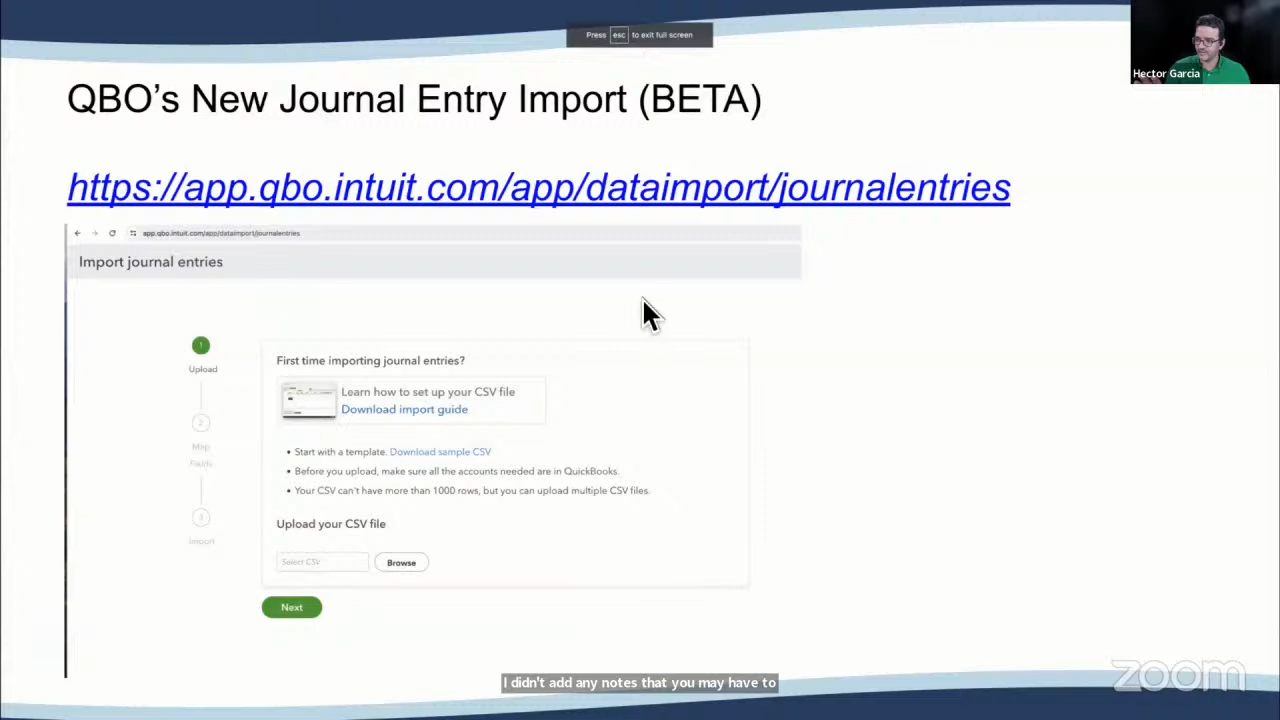 Press esc to exit full screen
Hector Garcia
QBO's New Journal Entry Import (BETA)
https://app.qbo.intuit.com/app/dataimport/journalentries
app.qbo.intuit.com/app/dataimport/journalentries
Import journal entries
1
Upload
2
Map
Fields
3
Import
First time importing journal entries?
Learn how to set up your CSV file
Download import guide
• Start with a template. Download sample CSV
• Before you upload, make sure all the accounts needed are in QuickBooks.
• Your CSV can't have more than 1000 rows, but you can upload multiple CSV files.
Upload your CSV file
Select CSV
Browse
Next
I didn't add any notes that you may have to
zoom